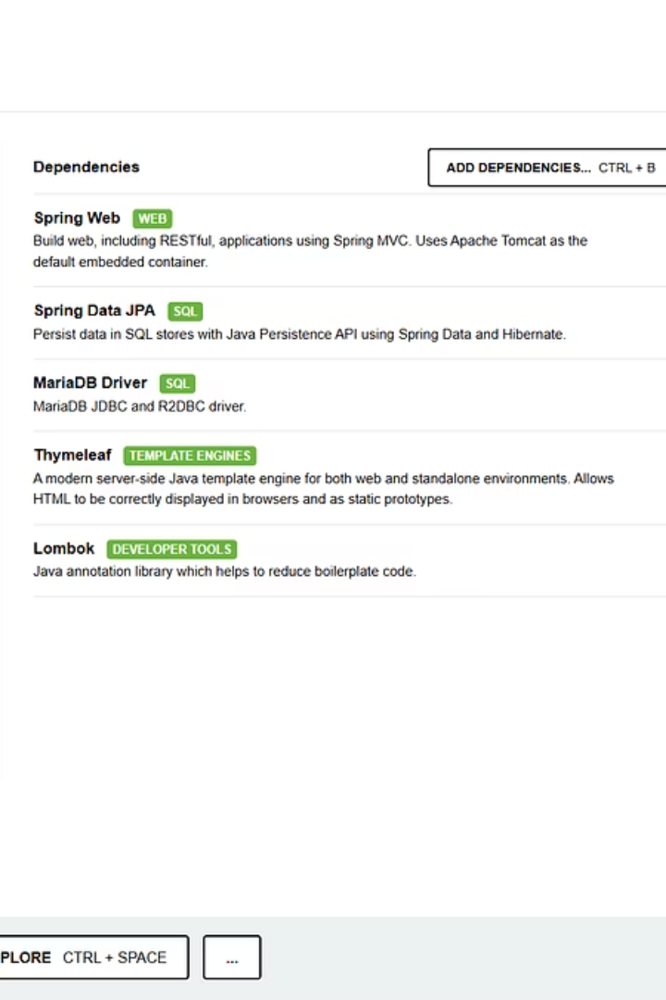 Dependencies
ADD DEPENDENCIES... CTRL + B
Spring Web WEB
Build web, including RESTful, applications using Spring MVC. Uses Apache Tomcat as the
default embedded container.
Spring Data JPA SQL
Persist data in SQL stores with Java Persistence API using Spring Data and Hibernate.
MariaDB Driver SQL
MariaDB JDBC and R2DBC driver.
Thymeleaf TEMPLATE ENGINES
A modern server-side Java template engine for both web and standalone environments. Allows
HTML to be correctly displayed in browsers and as static prototypes.
Lombok DEVELOPER TOOLS
Java annotation library which helps to reduce boilerplate code.
PLORE CTRL + SPACE
...